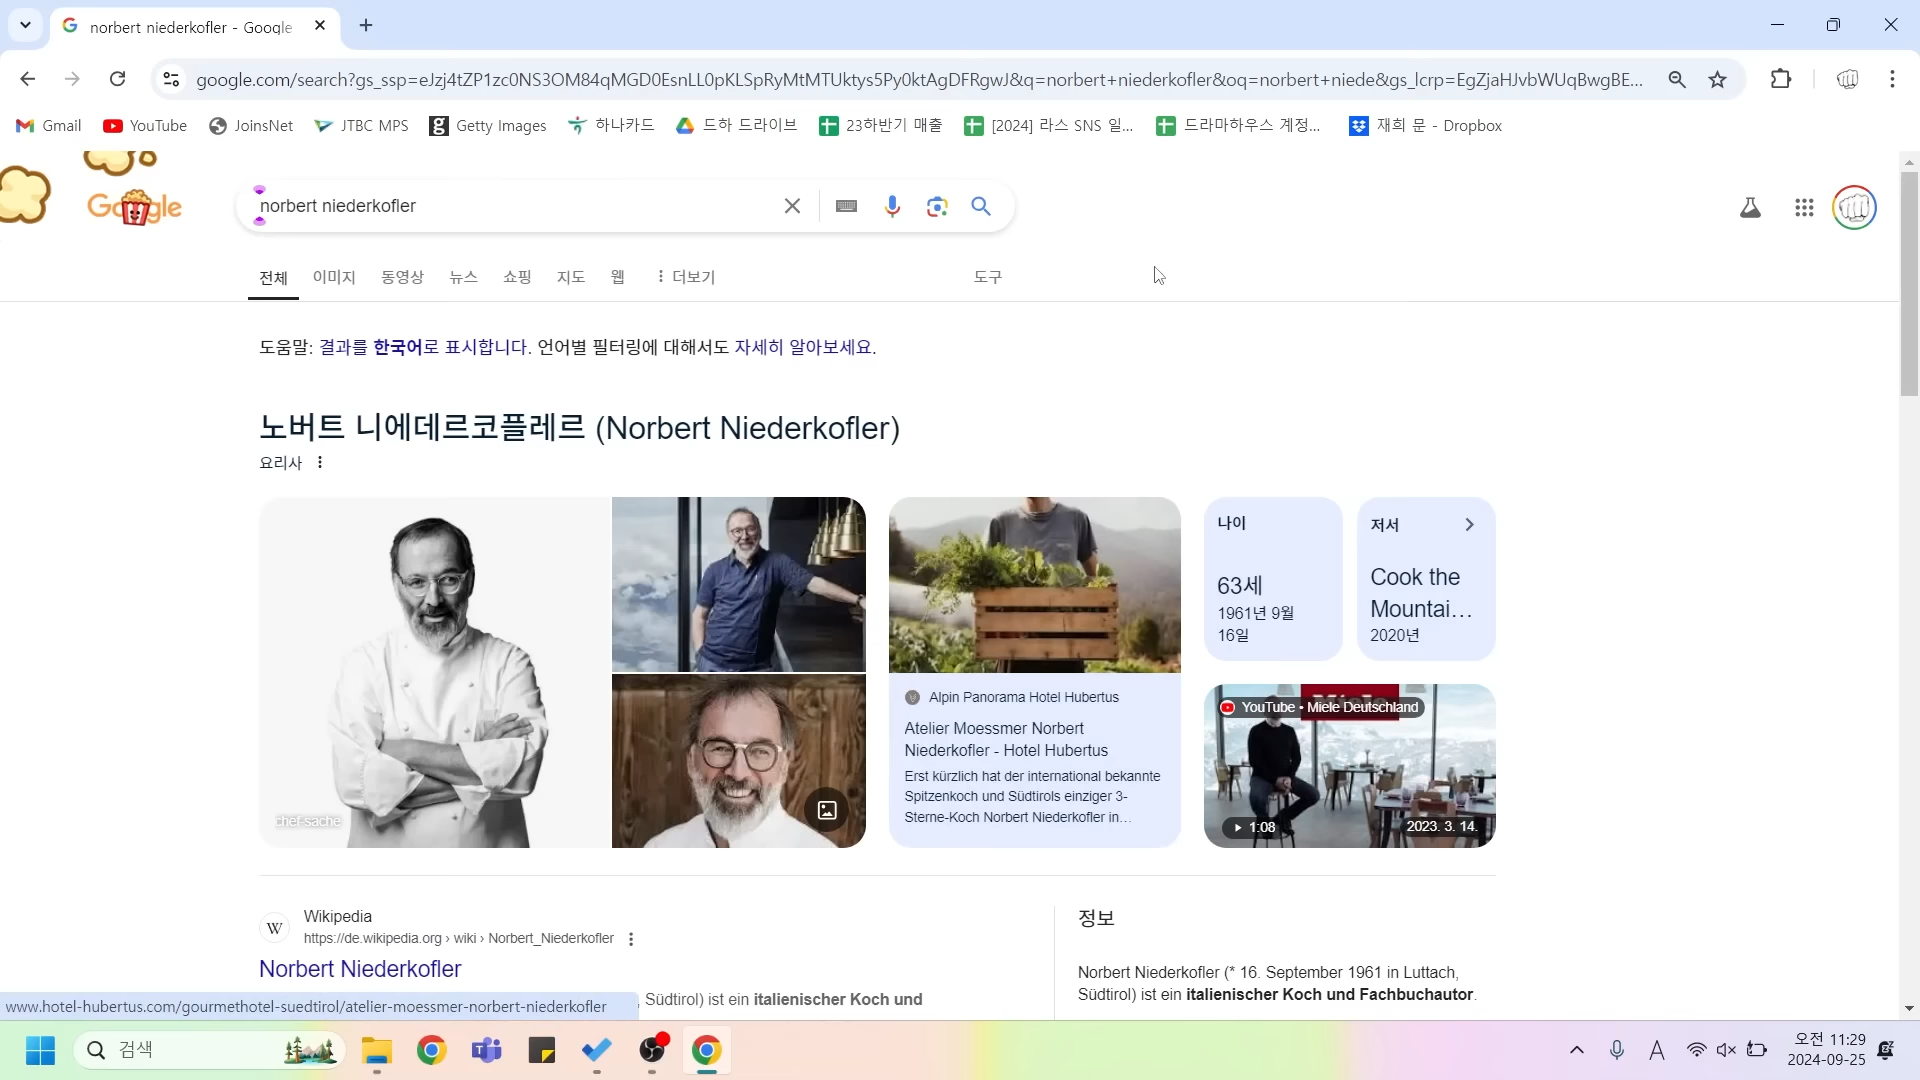 norbert niederkofler - Google
google.com/search?gs_ssp=eJzj4tZP1zc0NS3OM84qMGD0EsnLL0pKLSpRyMtMTUktys5Py0ktAgDFRgwJ&q=norbert+niederkofler&oq=norbert+niede&gs_lcrp=EgZjaHJvbWUqBwgBE...
Gmail YouTube JoinsNet JTBC MPS Getty Images 하나카드 드하 드라이브 23하반기 매출 [2024] 라스 SNS 일... 드라마하우스 계정... 재희 문 - Dropbox
Google norbert niederkofler
전체 이미지 동영상 뉴스 쇼핑 지도 웹 더보기 도구
도움말: 결과를 한국어로 표시합니다. 언어별 필터링에 대해서도 자세히 알아보세요.
노버트 니에데르코플레르 (Norbert Niederkofler)
요리사
chef-sache
Alpin Panorama Hotel Hubertus
Atelier Moessmer Norbert
Niederkofler - Hotel Hubertus
Erst kürzlich hat der international bekannte
Spitzenkoch und Südtirols einziger 3-
Sterne-Koch Norbert Niederkofler in...
나이
63세
1961년 9월
16일
저서
Cook the
Mountai...
2020년
Miele
YouTube • Miele Deutschland
1:08 2023. 3. 14.
W Wikipedia
https://de.wikipedia.org › wiki › Norbert_Niederkofler
Norbert Niederkofler
, Südtirol) ist ein italienischer Koch und
정보
Norbert Niederkofler (* 16. September 1961 in Luttach,
Südtirol) ist ein italienischer Koch und Fachbuchautor.
www.hotel-hubertus.com/gourmethotel-suedtirol/atelier-moessmer-norbert-niederkofler
검색
A
오전 11:29
2024-09-25